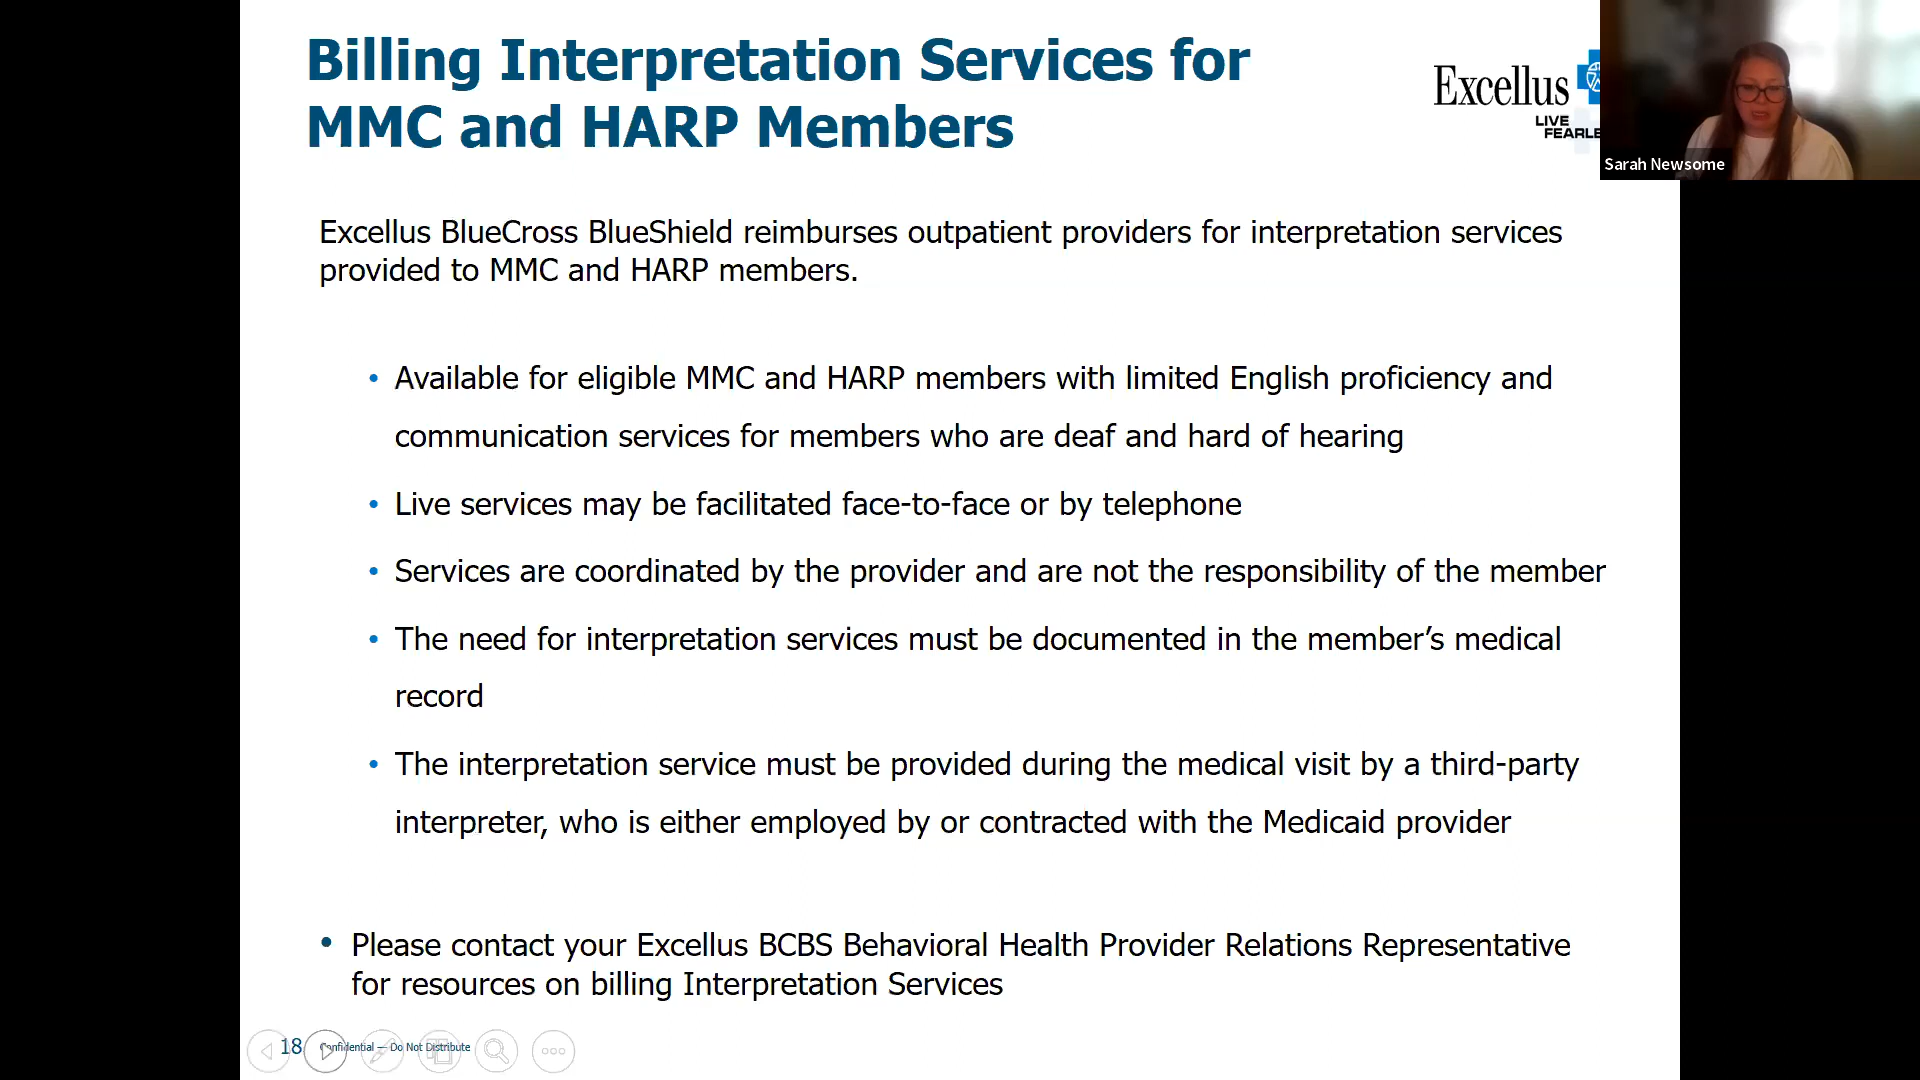 Billing Interpretation Services for
MMC and HARP Members
Excellus
LIVE
FEARLE
Sarah Newsome
Excellus BlueCross BlueShield reimburses outpatient providers for interpretation services
provided to MMC and HARP members.
• Available for eligible MMC and HARP members with limited English proficiency and
communication services for members who are deaf and hard of hearing
• Live services may be facilitated face-to-face or by telephone
• Services are coordinated by the provider and are not the responsibility of the member
• The need for interpretation services must be documented in the member’s medical
record
• The interpretation service must be provided during the medical visit by a third-party
interpreter, who is either employed by or contracted with the Medicaid provider
• Please contact your Excellus BCBS Behavioral Health Provider Relations Representative
for resources on billing Interpretation Services
18 Confidential — Do Not Distribute